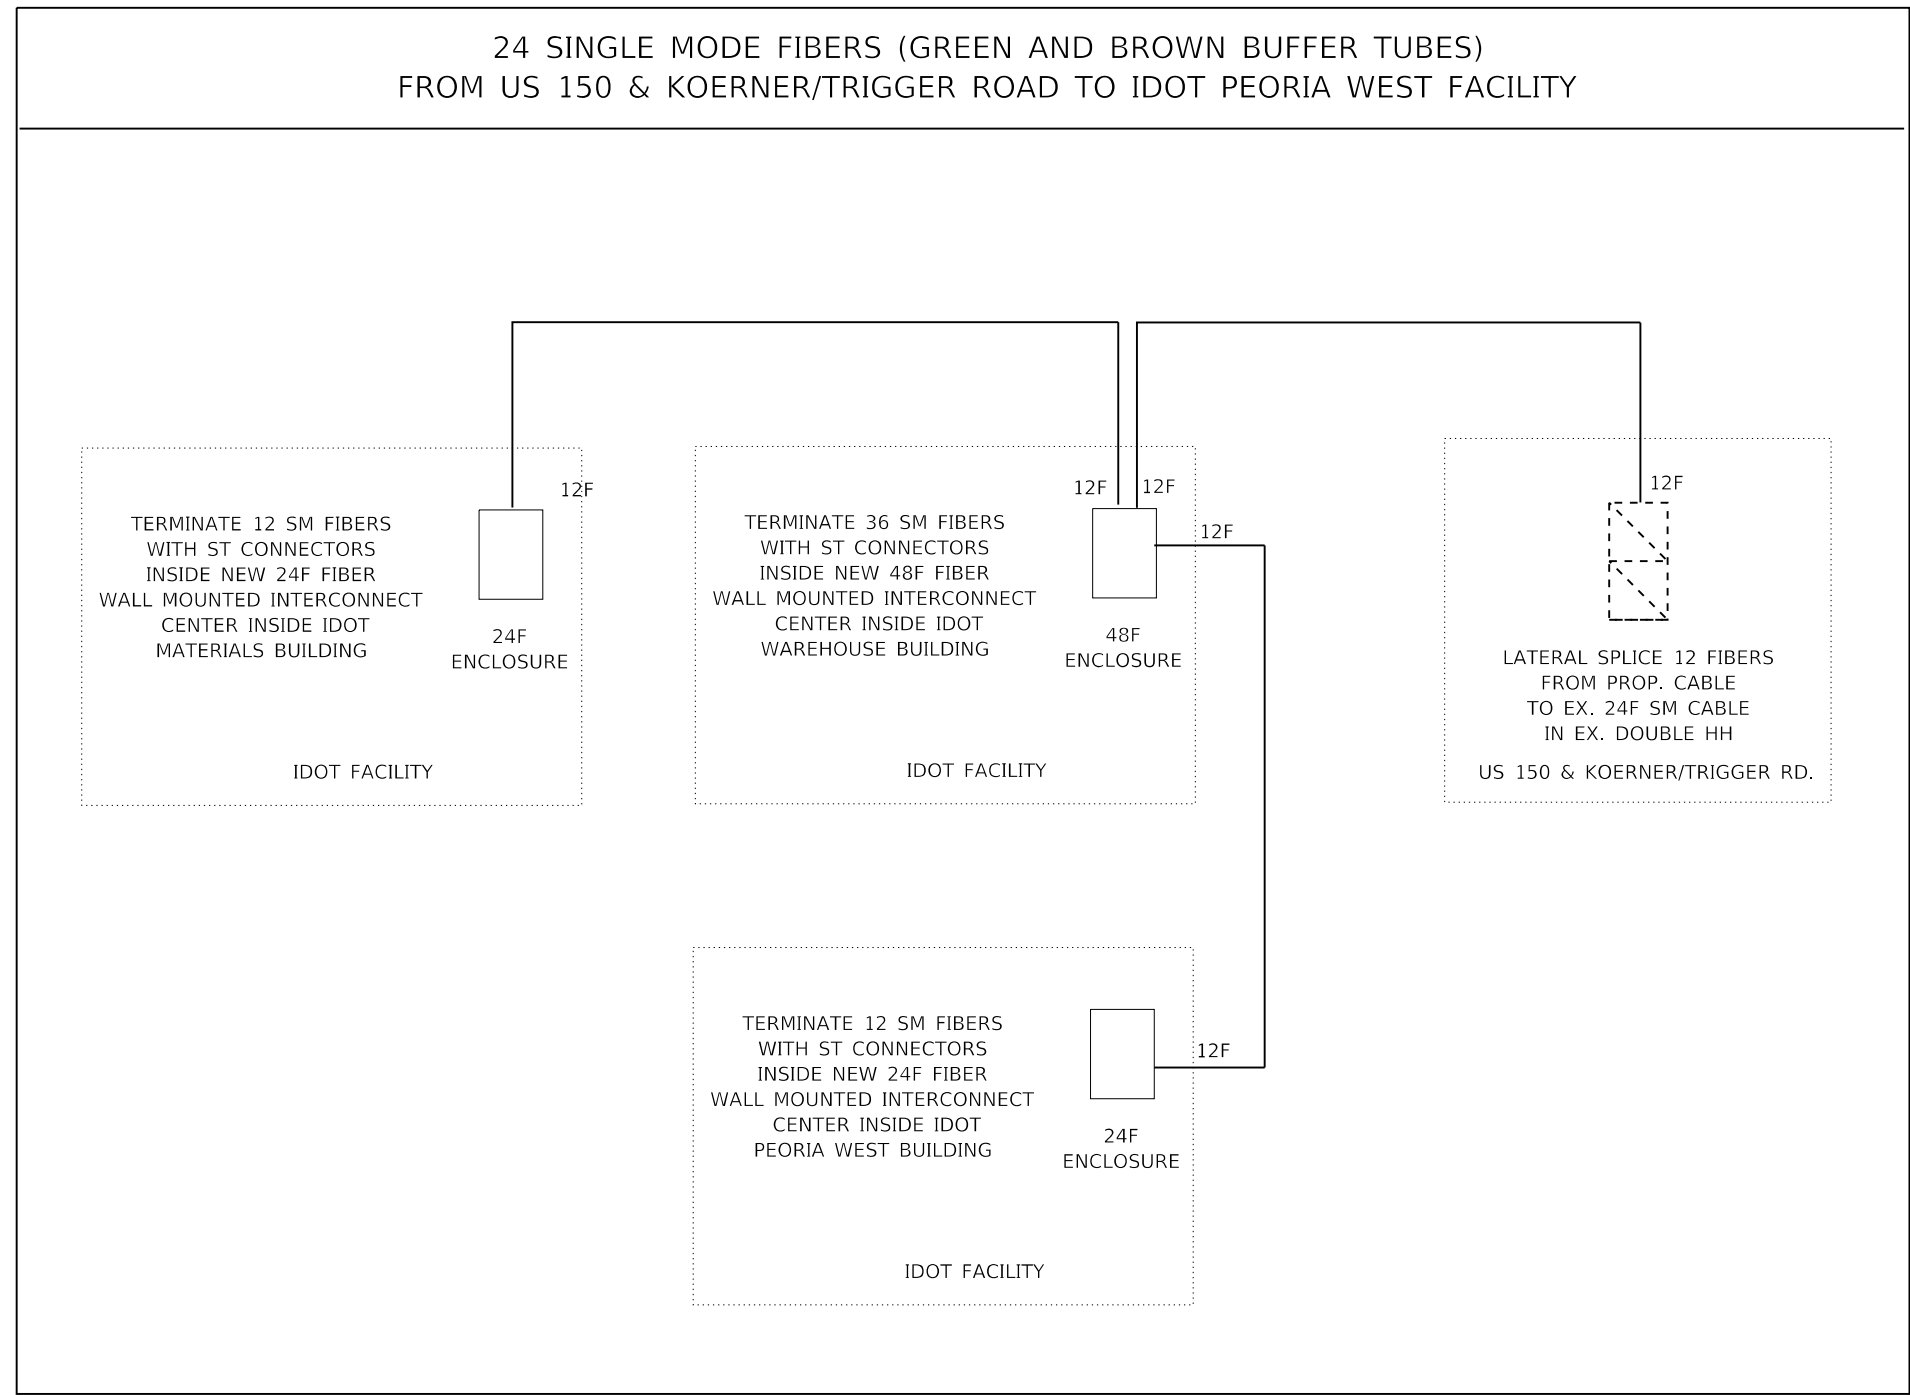 24 SINGLE MODE FIBERS (GREEN AND BROWN BUFFER TUBES)
FROM US 150 & KOERNER/TRIGGER ROAD TO IDOT PEORIA WEST FACILITY
12F
TERMINATE 12 SM FIBERS
WITH ST CONNECTORS
INSIDE NEW 24F FIBER
WALL MOUNTED INTERCONNECT
CENTER INSIDE IDOT
MATERIALS BUILDING
24F
ENCLOSURE
IDOT FACILITY
12F
12F
12F
TERMINATE 36 SM FIBERS
WITH ST CONNECTORS
INSIDE NEW 48F FIBER
WALL MOUNTED INTERCONNECT
CENTER INSIDE IDOT
WAREHOUSE BUILDING
48F
ENCLOSURE
IDOT FACILITY
12F
LATERAL SPLICE 12 FIBERS
FROM PROP. CABLE
TO EX. 24F SM CABLE
IN EX. DOUBLE HH
US 150 & KOERNER/TRIGGER RD.
TERMINATE 12 SM FIBERS
WITH ST CONNECTORS
INSIDE NEW 24F FIBER
WALL MOUNTED INTERCONNECT
CENTER INSIDE IDOT
PEORIA WEST BUILDING
12F
24F
ENCLOSURE
IDOT FACILITY